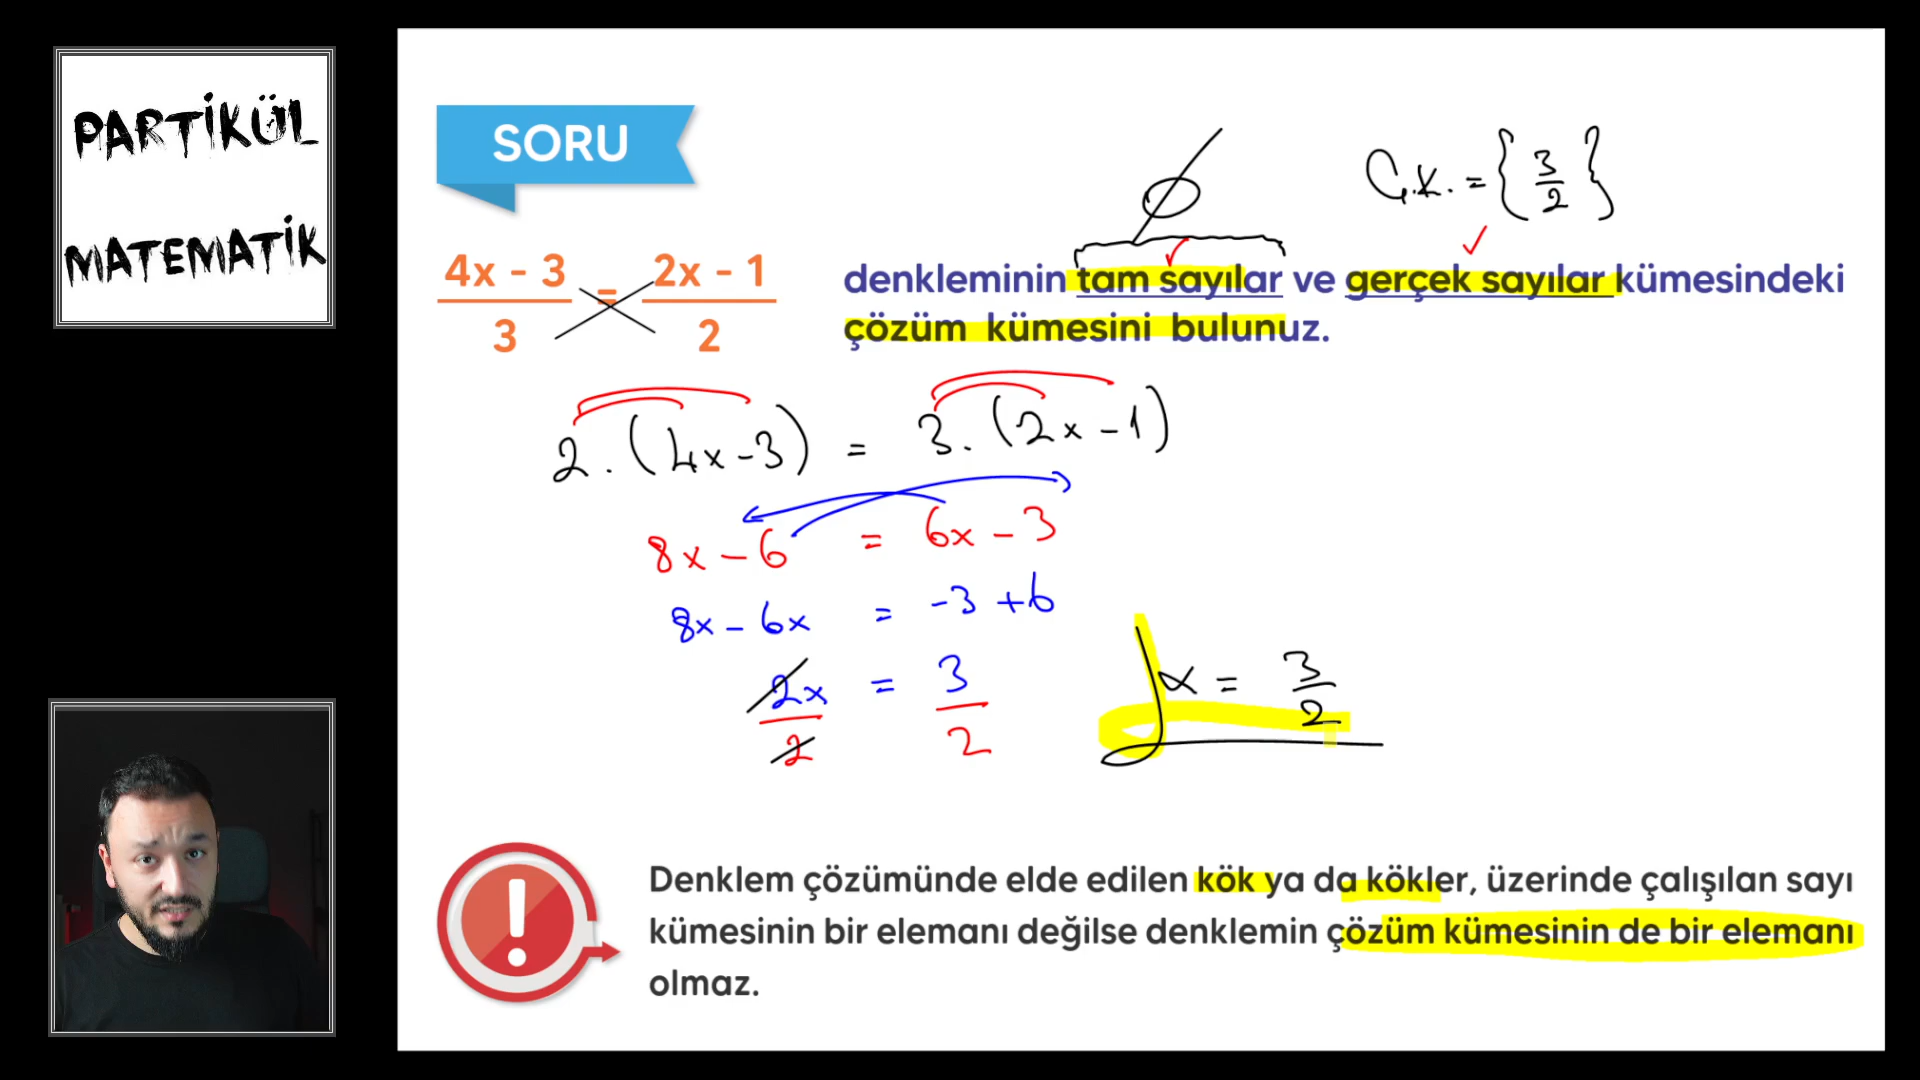 PARTİKÜL
MATEMATİK
SORU
Ç.K. = { 3/2 }
∅
4x - 3 / 3 = 2x - 1 / 2
denkleminin tam sayılar ve gerçek sayılar kümesindeki
çözüm kümesini bulunuz.
2 . (4x - 3) = 3 . (2x - 1)
8x - 6 = 6x - 3
8x - 6x = -3 + 6
2x / 2 = 3 / 2
x = 3/2
!
Denklem çözümünde elde edilen kök ya da kökler, üzerinde çalışılan sayı
kümesinin bir elemanı değilse denklemin çözüm kümesinin de bir elemanı
olmaz.